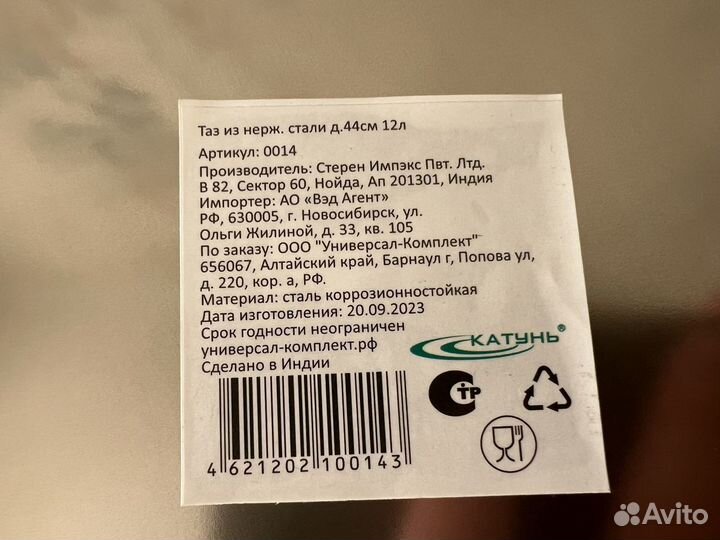 Таз из нерж. стали д.44см 12л
Артикул: 0014
Производитель: Стерен Импэкс Пвт. Лтд.
В 82, Сектор 60, Нойда, Ап 201301, Индия
Импортер: АО «Вэд Агент»
РФ, 630005, г. Новосибирск, ул.
Ольги Жилиной, д. 33, кв. 105
По заказу: ООО "Универсал-Комплект"
656067, Алтайский край, Барнаул г, Попова ул,
д. 220, кор. а, РФ.
Материал: сталь коррозионностойкая
Дата изготовления: 20.09.2023
Срок годности неограничен
универсал-комплект.рф
Сделано в Индии
КАТУНЬ®
СТР
4 621202 100143
Avito